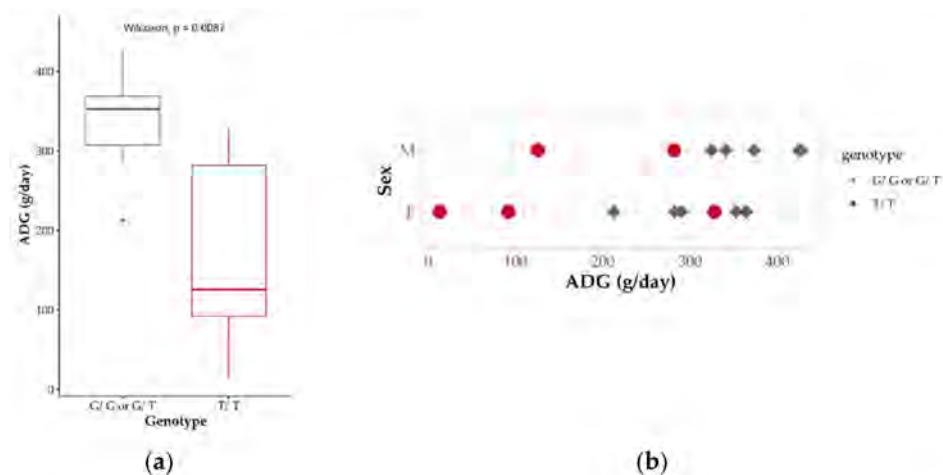 Wilcoxon, p = 0.0087
ADG (g/day)
400
300
200
100
0
G/ G or G/ T
T/ T
Genotype
(a)
Sex
M
F
0
100
200
300
400
ADG (g/day)
genotype
G/ G or G/ T
T/ T
(b)